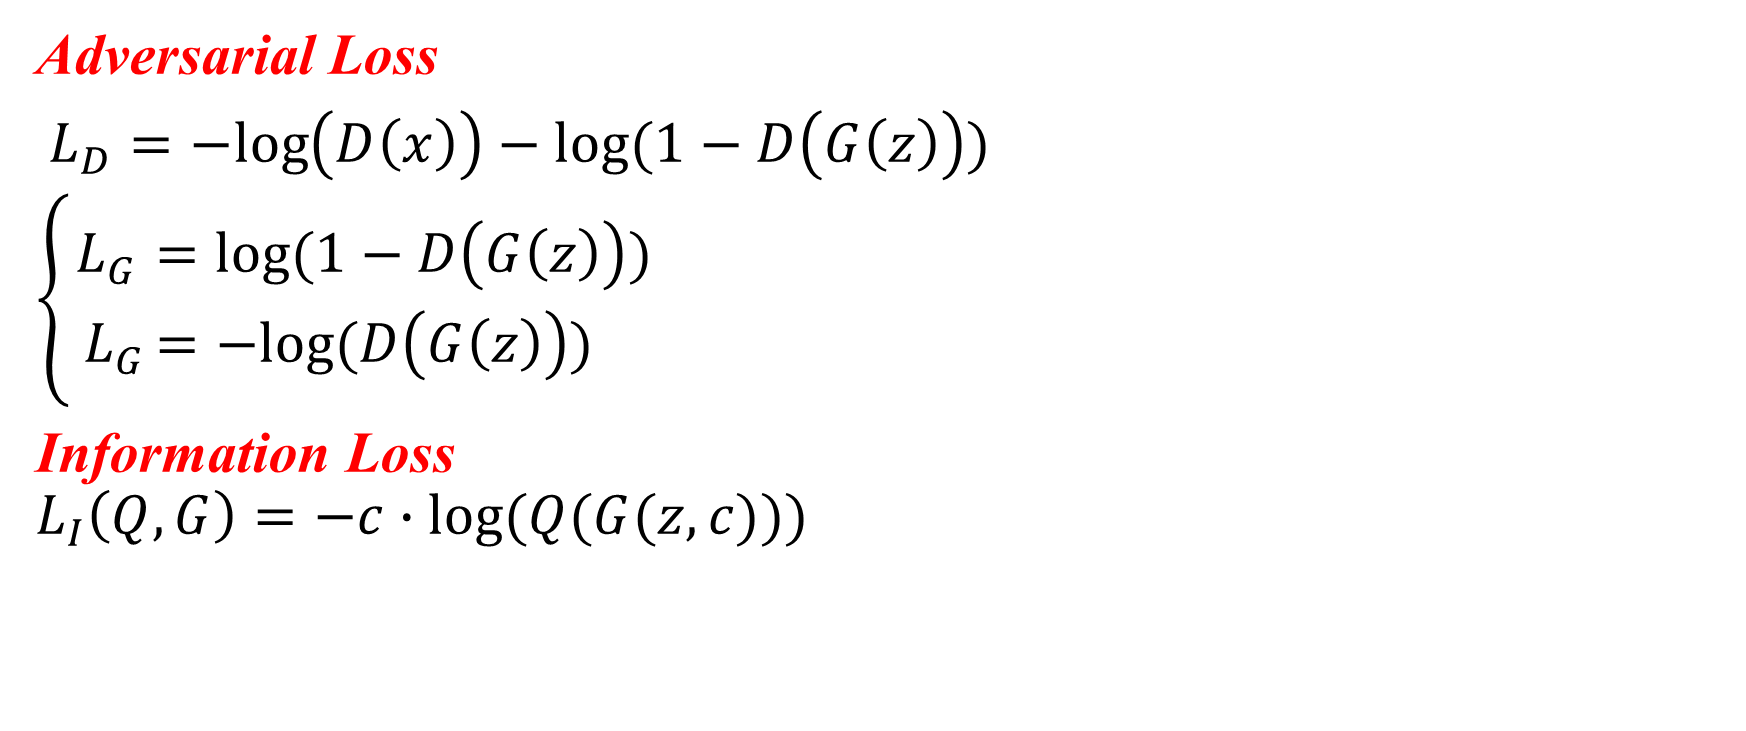 Adversarial Loss
L_D = −log(D(x)) − log(1 − D(G(z)))
L_G = log(1 − D(G(z)))
L_G = −log(D(G(z)))
Information Loss
L_I(Q, G) = −c · log(Q(G(z, c)))